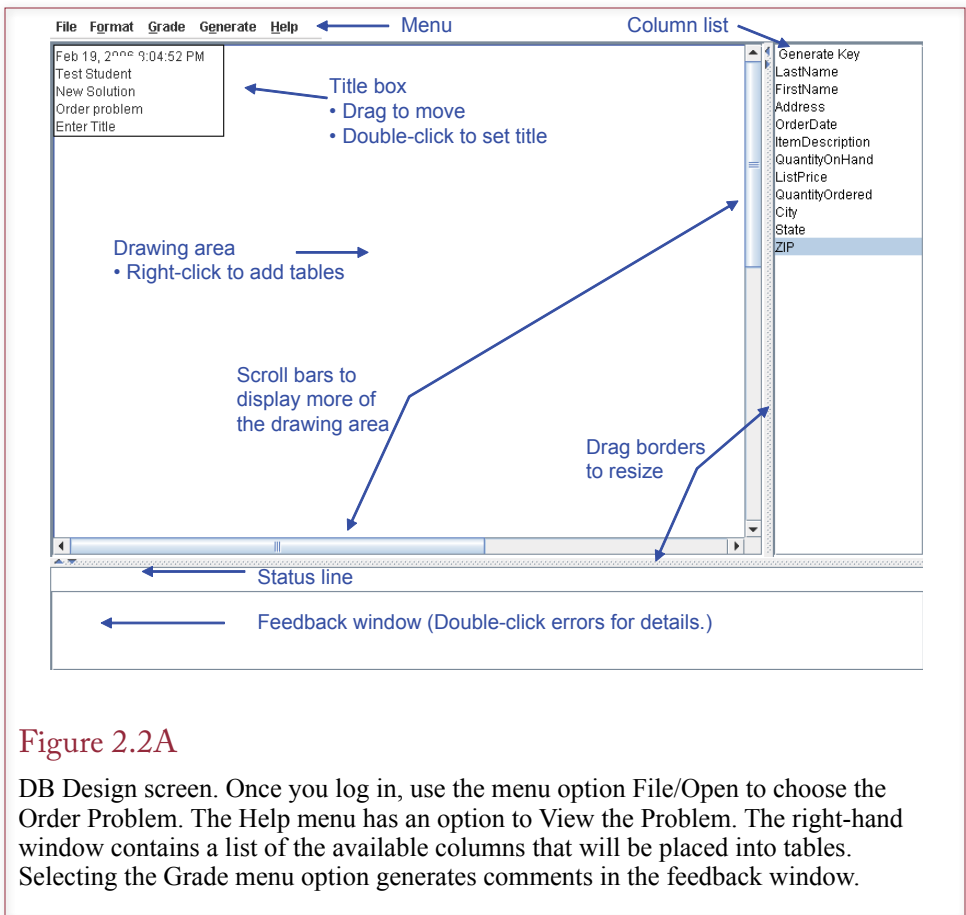 File Format Grade Generate Help
Menu
Column list
Feb 19, :04:52 PM
Test Student
New Solution
Order problem
Enter Title
Title box
• Drag to move
• Double-click to set title
Drawing area
• Right-click to add tables
Scroll bars to
display more of
the drawing area
Drag borders
to resize
Generate Key
LastName
FirstName
Address
OrderDate
ItemDescription
QuantityOnHand
ListPrice
QuantityOrdered
City
State
ZIP
Status line
Feedback window (Double-click errors for details.)
Figure 2.2A
DB Design screen. Once you log in, use the menu option File/Open to choose the
Order Problem. The Help menu has an option to View the Problem. The right-hand
window contains a list of the available columns that will be placed into tables.
Selecting the Grade menu option generates comments in the feedback window.